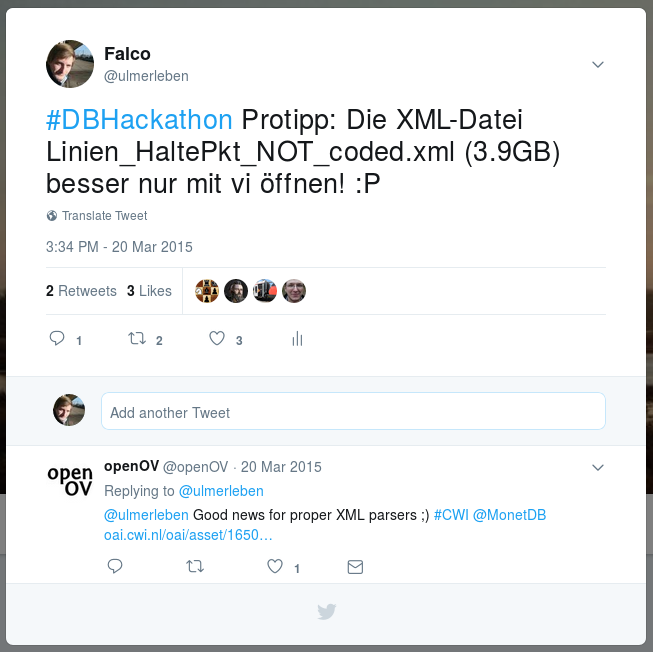 Falco
@ulmerleben
#DBHackathon Protipp: Die XML-Datei
Linien_HaltePkt_NOT_coded.xml (3.9GB)
besser nur mit vi öffnen! :P
Translate Tweet
3:34 PM - 20 Mar 2015
2 Retweets 3 Likes
1 2 3
Add another Tweet
open
OV
openOV @openOV · 20 Mar 2015
Replying to @ulmerleben
@ulmerleben Good news for proper XML parsers ;) #CWI @MonetDB
oai.cwi.nl/oai/asset/1650…
1